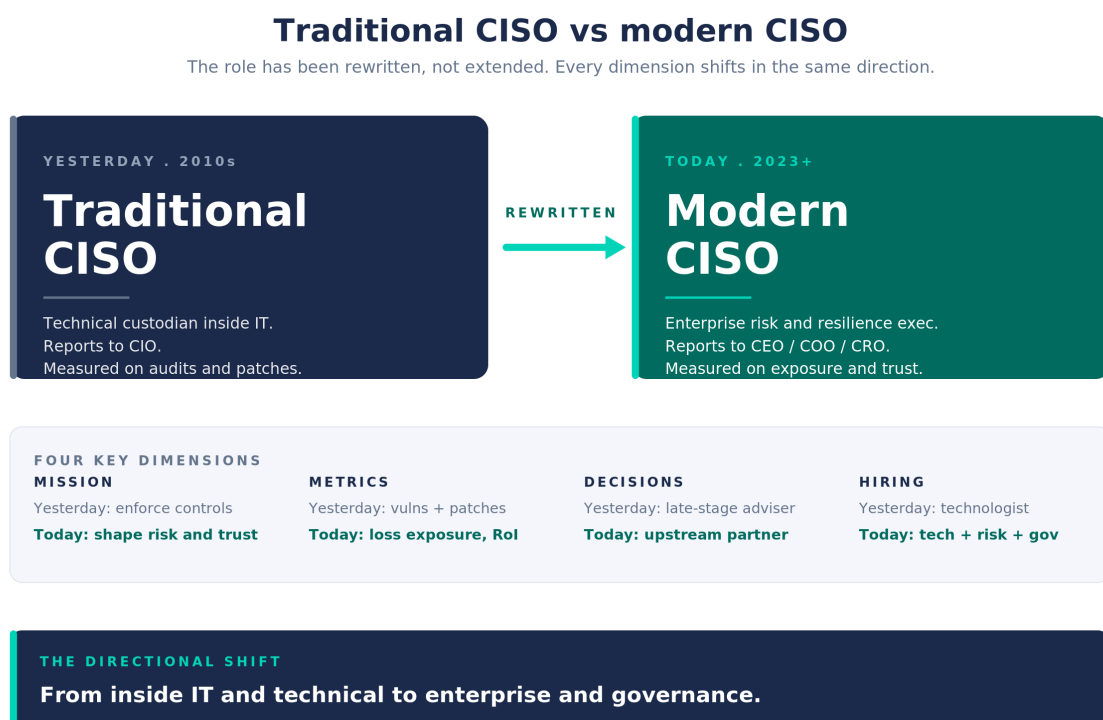 Traditional CISO vs modern CISO
The role has been rewritten, not extended. Every dimension shifts in the same direction.
YESTERDAY . 2010s
Traditional
CISO
Technical custodian inside IT.
Reports to CIO.
Measured on audits and patches.
REWRITTEN
TODAY . 2023+
Modern
CISO
Enterprise risk and resilience exec.
Reports to CEO / COO / CRO.
Measured on exposure and trust.
FOUR KEY DIMENSIONS
MISSION
Yesterday: enforce controls
Today: shape risk and trust
METRICS
Yesterday: vulns + patches
Today: loss exposure, RoI
DECISIONS
Yesterday: late-stage adviser
Today: upstream partner
HIRING
Yesterday: technologist
Today: tech + risk + gov
THE DIRECTIONAL SHIFT
From inside IT and technical to enterprise and governance.